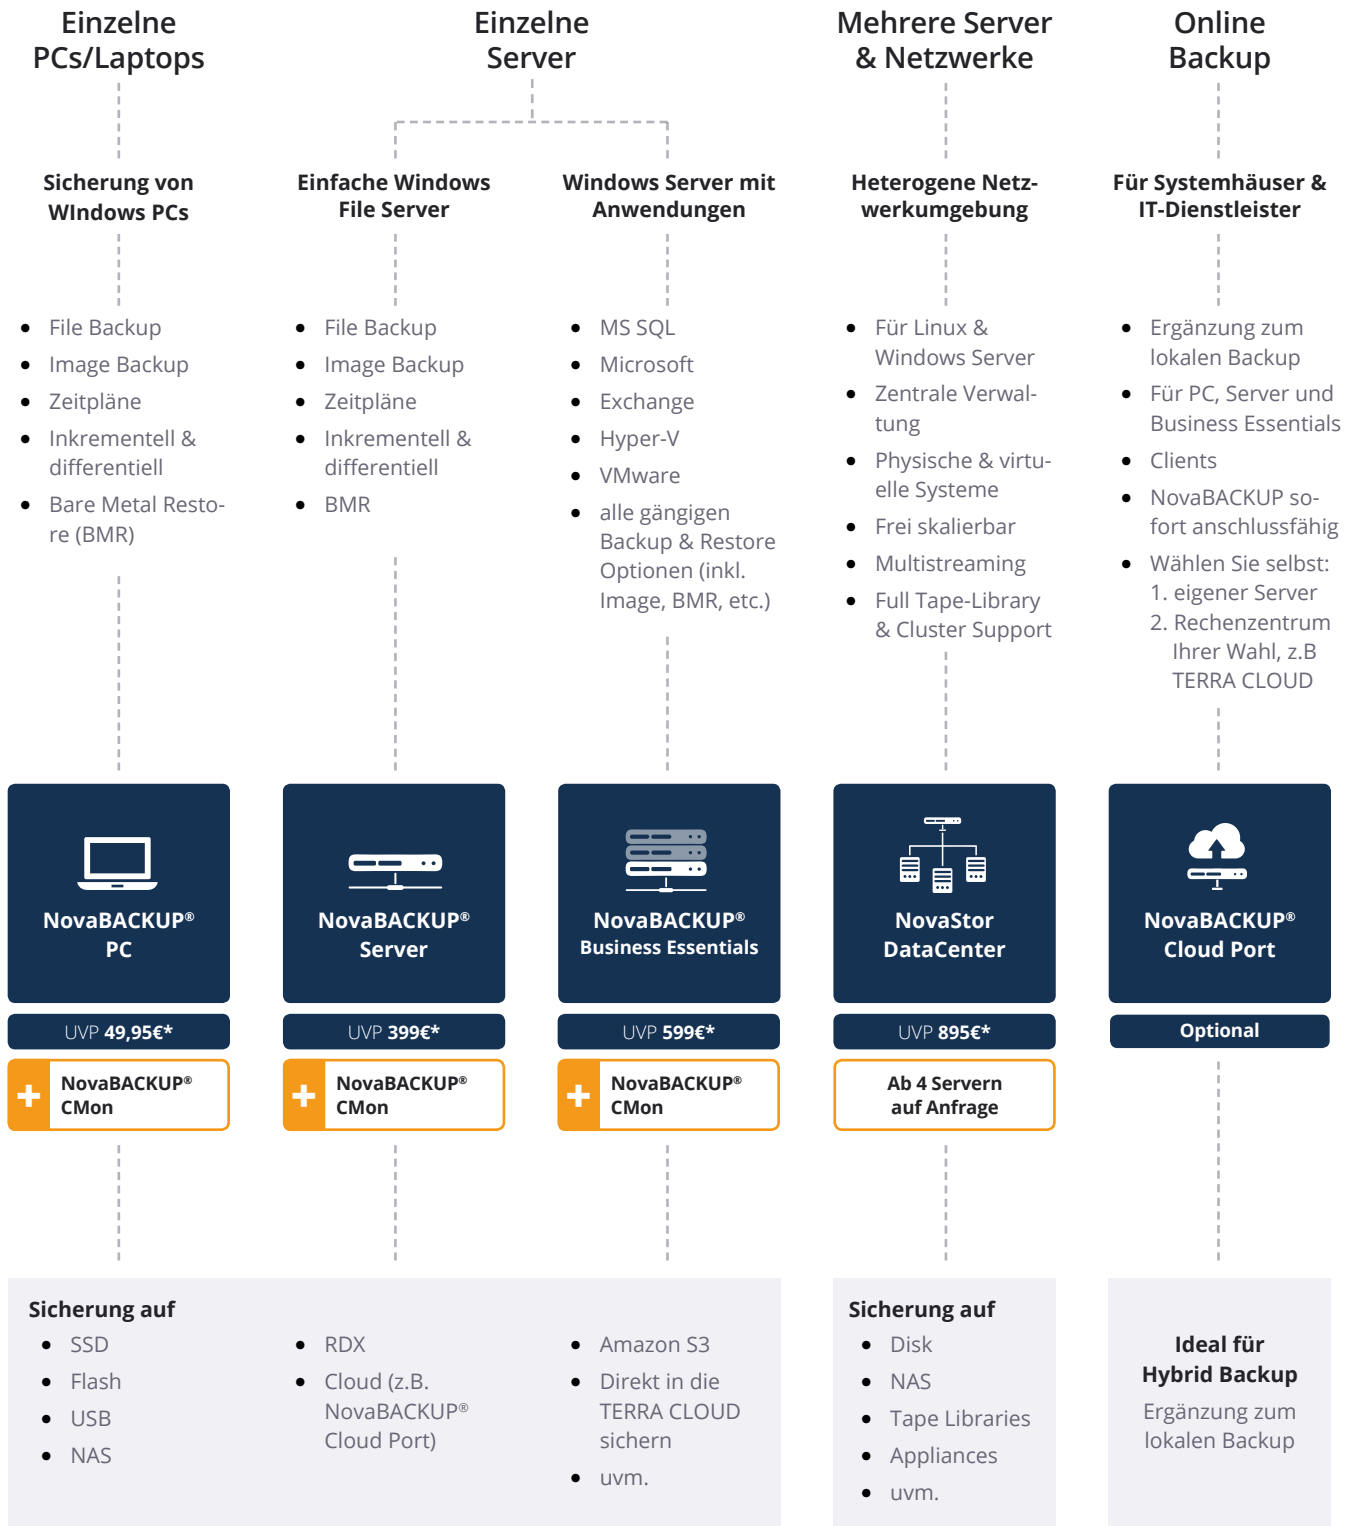 Einzelne
PCs/Laptops
Sicherung von
WIndows PCs
File Backup
Image Backup
Zeitpläne
Inkrementell &
differentiell
Bare Metal Resto-
re (BMR)
NovaBACKUP®
PC
UVP 49,95€*
+ NovaBACKUP®
CMon
Einzelne
Server
Einfache Windows
File Server
File Backup
Image Backup
Zeitpläne
Inkrementell &
differentiell
BMR
NovaBACKUP®
Server
UVP 399€*
+ NovaBACKUP®
CMon
Windows Server mit
Anwendungen
MS SQL
Microsoft
Exchange
Hyper-V
VMware
alle gängigen
Backup & Restore
Optionen (inkl.
Image, BMR, etc.)
NovaBACKUP®
Business Essentials
UVP 599€*
+ NovaBACKUP®
CMon
Sicherung auf
SSD
Flash
USB
NAS
RDX
Cloud (z.B.
NovaBACKUP®
Cloud Port)
Amazon S3
Direkt in die
TERRA CLOUD
sichern
uvm.
Mehrere Server
& Netzwerke
Heterogene Netz-
werkumgebung
Für Linux &
Windows Server
Zentrale Verwal-
tung
Physische & virtu-
elle Systeme
Frei skalierbar
Multistreaming
Full Tape-Library
& Cluster Support
NovaStor
DataCenter
UVP 895€*
Ab 4 Servern
auf Anfrage
Sicherung auf
Disk
NAS
Tape Libraries
Appliances
uvm.
Online
Backup
Für Systemhäuser &
IT-Dienstleister
Ergänzung zum
lokalen Backup
Für PC, Server und
Business Essentials
Clients
NovaBACKUP so-
fort anschlussfähig
Wählen Sie selbst:
1. eigener Server
2. Rechenzentrum
Ihrer Wahl, z.B
TERRA CLOUD
NovaBACKUP®
Cloud Port
Optional
Ideal für
Hybrid Backup
Ergänzung zum
lokalen Backup